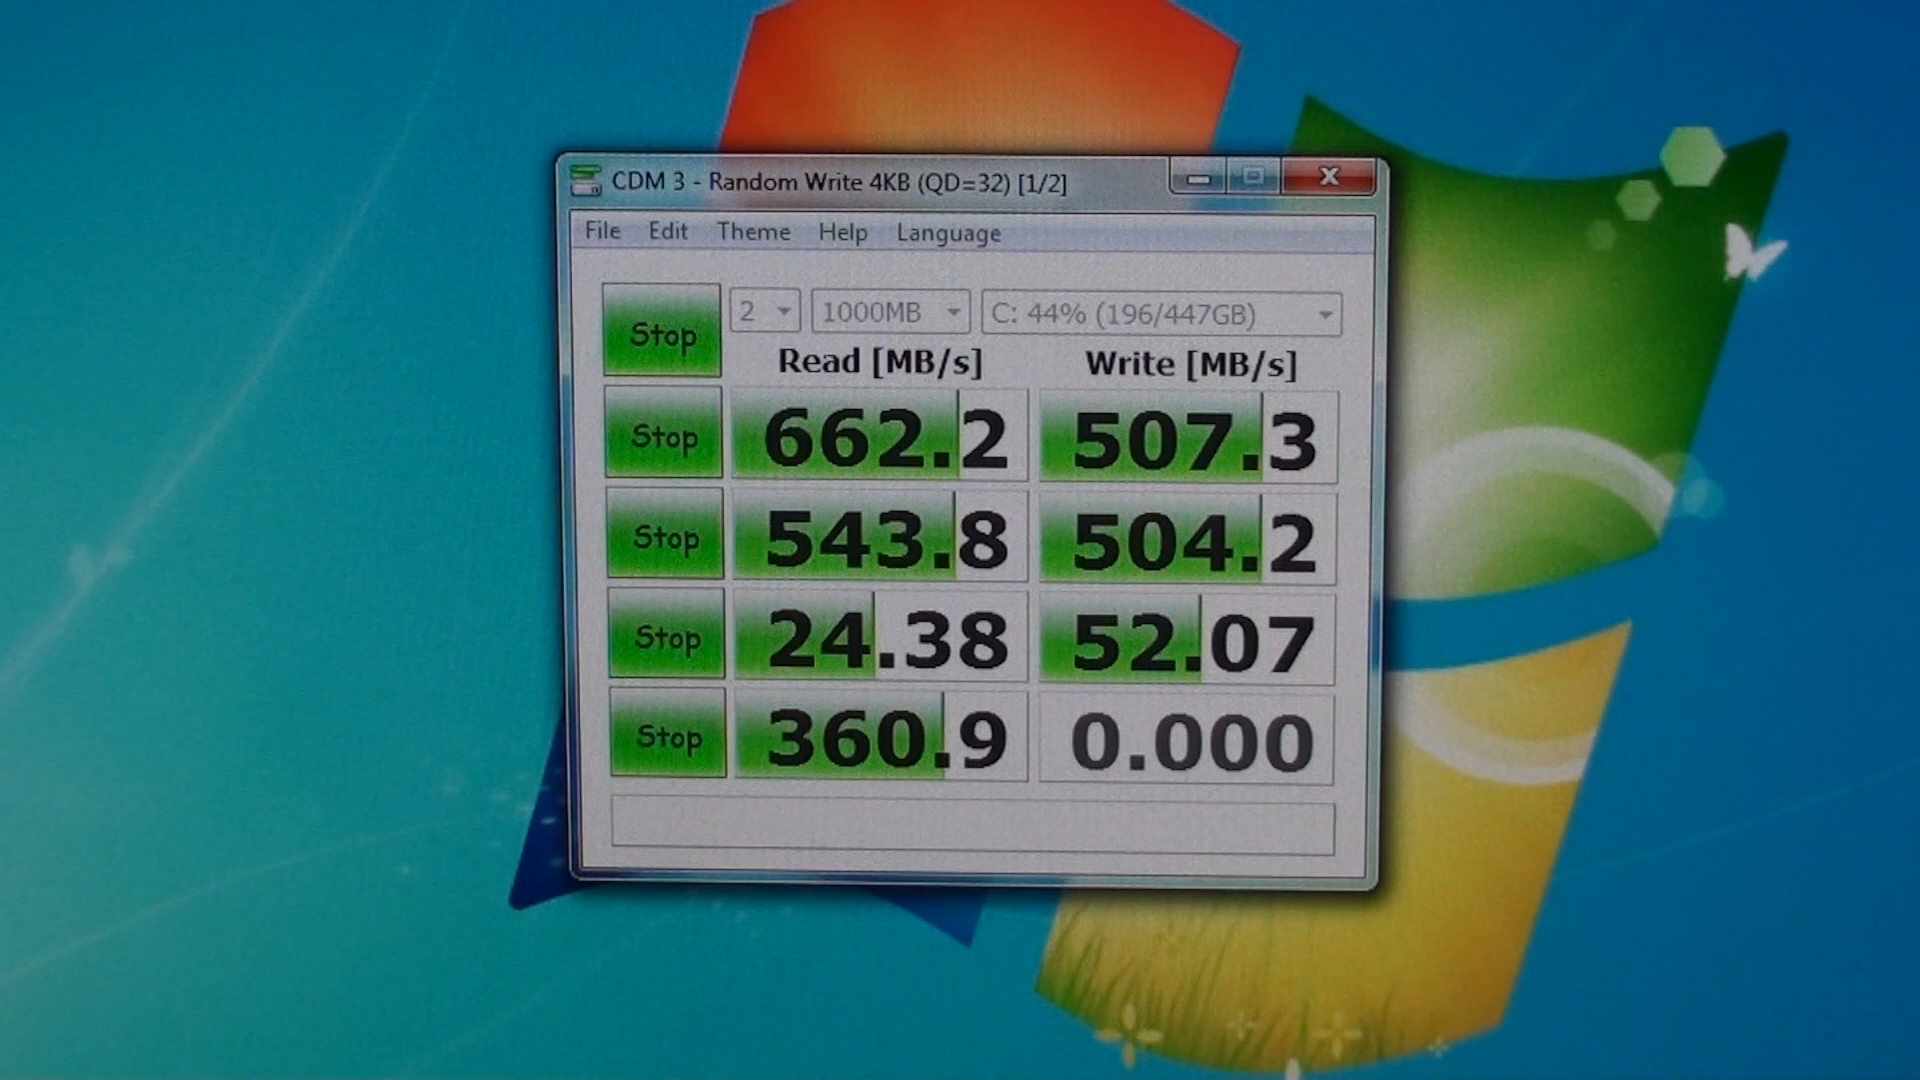 CDM 3 - Random Write 4KB (QD=32) [1/2]
File Edit Theme Help Language
Stop 2 1000MB C: 44% (196/447GB)
Read [MB/s] Write [MB/s]
Stop 662.2 507.3
Stop 543.8 504.2
Stop 24.38 52.07
Stop 360.9 0.000